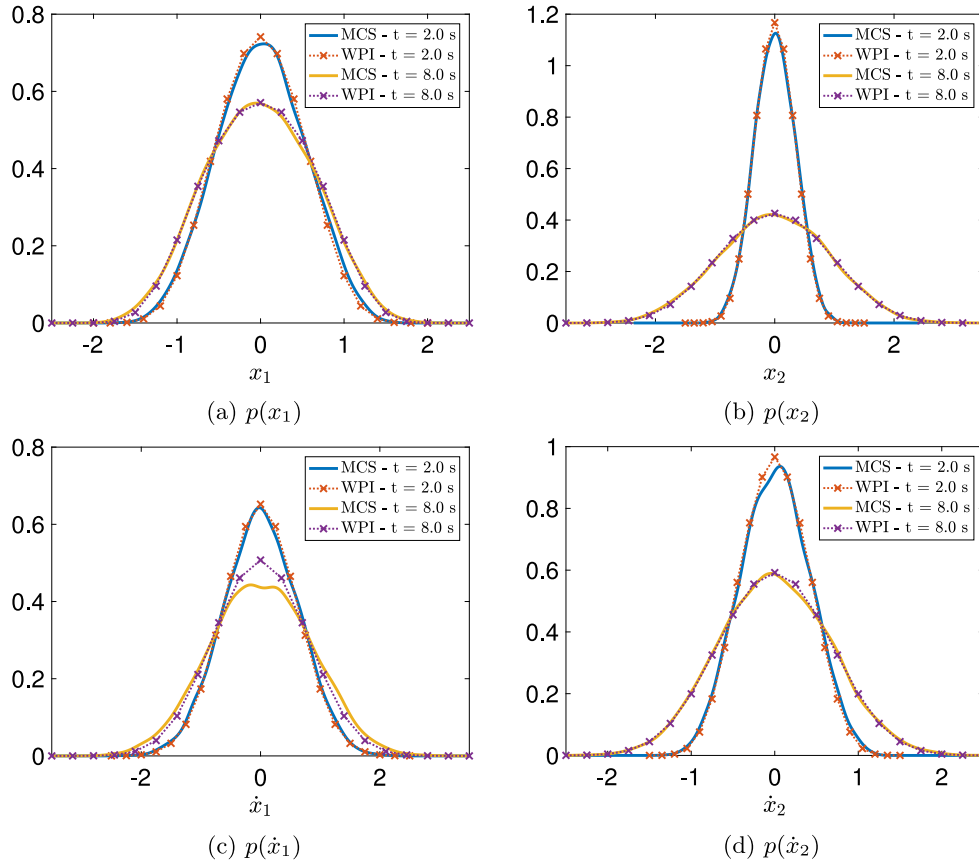 0.8
0.6
0.4
0.2
0
-2 -1 0 1 2
x₁
MCS - t = 2.0 s
WPI - t = 2.0 s
MCS - t = 8.0 s
WPI - t = 8.0 s
(a) p(x₁)
1.2
1
0.8
0.6
0.4
0.2
0
-2 0 2
x₂
MCS - t = 2.0 s
WPI - t = 2.0 s
MCS - t = 8.0 s
WPI - t = 8.0 s
(b) p(x₂)
0.8
0.6
0.4
0.2
0
-2 0 2
ẋ₁
MCS - t = 2.0 s
WPI - t = 2.0 s
MCS - t = 8.0 s
WPI - t = 8.0 s
(c) p(ẋ₁)
1
0.8
0.6
0.4
0.2
0
-2 -1 0 1 2
ẋ₂
MCS - t = 2.0 s
WPI - t = 2.0 s
MCS - t = 8.0 s
WPI - t = 8.0 s
(d) p(ẋ₂)